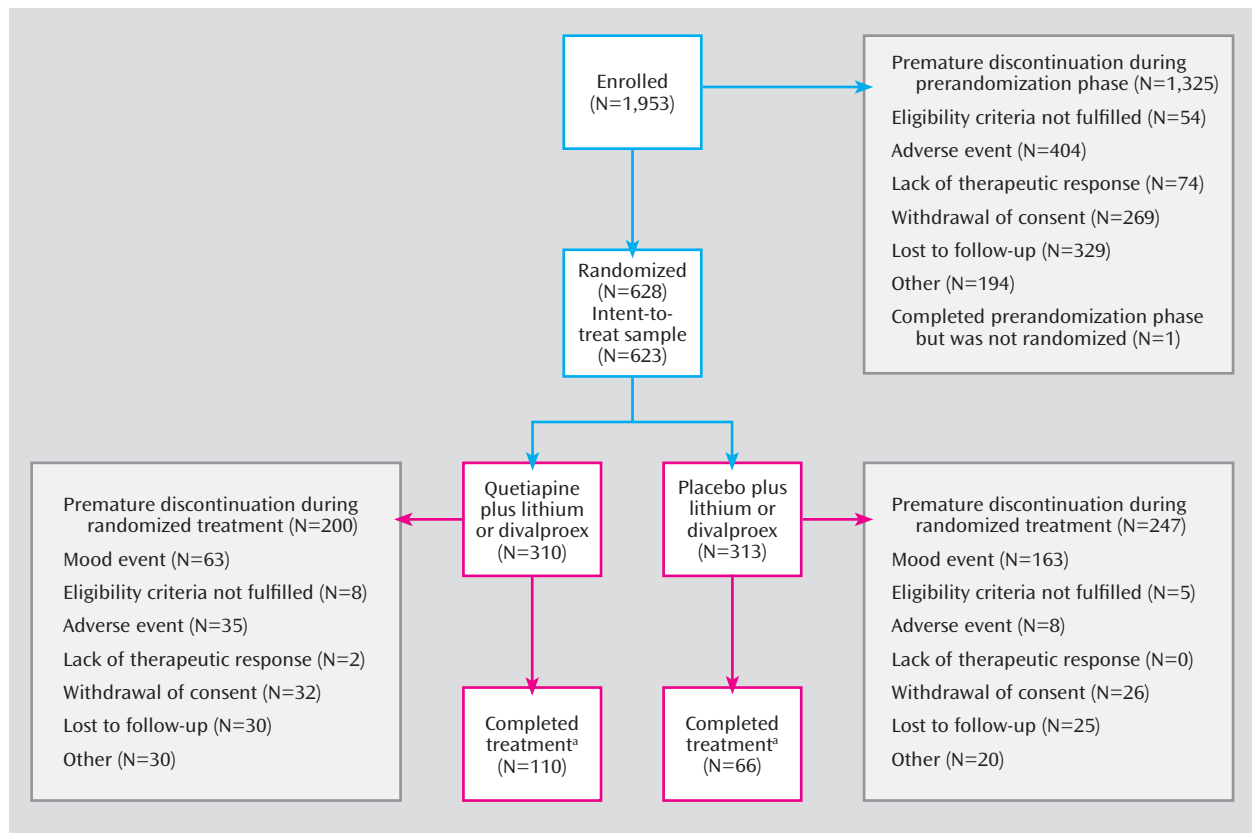 Enrolled
(N=1,953)
Premature discontinuation during
prerandomization phase (N=1,325)
Eligibility criteria not fulfilled (N=54)
Adverse event (N=404)
Lack of therapeutic response (N=74)
Withdrawal of consent (N=269)
Lost to follow-up (N=329)
Other (N=194)
Completed prerandomization phase
but was not randomized (N=1)
Randomized
(N=628)
Intent-to-
treat sample
(N=623)
Premature discontinuation during
randomized treatment (N=200)
Mood event (N=63)
Eligibility criteria not fulfilled (N=8)
Adverse event (N=35)
Lack of therapeutic response (N=2)
Withdrawal of consent (N=32)
Lost to follow-up (N=30)
Other (N=30)
Quetiapine
plus lithium
or divalproex
(N=310)
Placebo plus
lithium or
divalproex
(N=313)
Premature discontinuation during
randomized treatment (N=247)
Mood event (N=163)
Eligibility criteria not fulfilled (N=5)
Adverse event (N=8)
Lack of therapeutic response (N=0)
Withdrawal of consent (N=26)
Lost to follow-up (N=25)
Other (N=20)
Completed
treatmentᵃ
(N=110)
Completed
treatmentᵃ
(N=66)